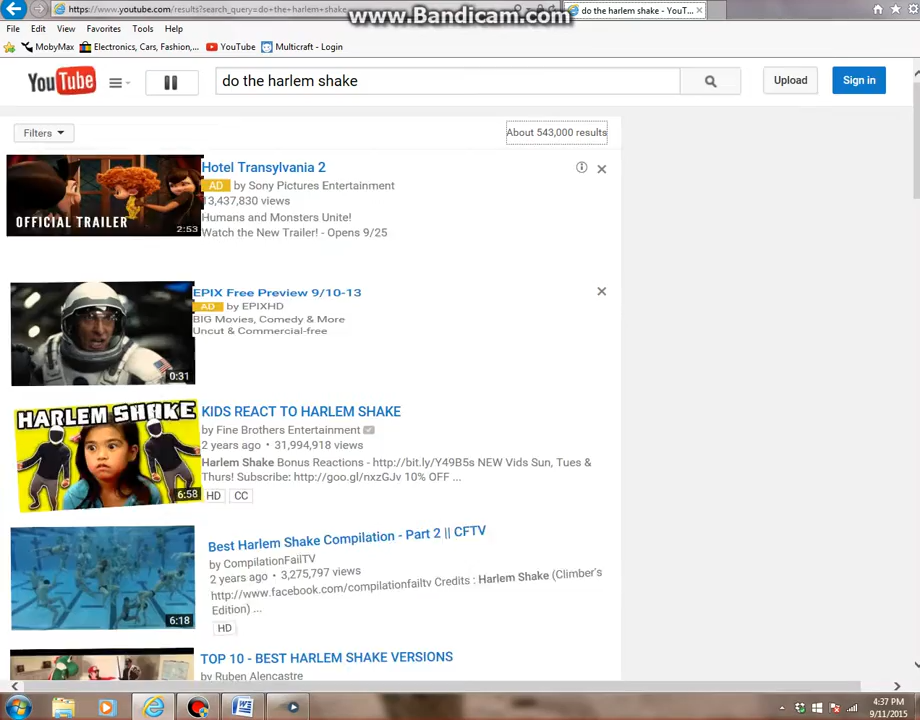 https://www.youtube.com/results?search_query=do+the+harlem+shake
www.Bandicam.com
do the harlem shake - YouT...
File Edit View Favorites Tools Help
MobyMax Electronics, Cars, Fashion,... YouTube Multicraft - Login
YouTube
do the harlem shake
Upload
Sign in
Filters
About 543,000 results
Hotel Transylvania 2
AD by Sony Pictures Entertainment
13,437,830 views
Humans and Monsters Unite!
Watch the New Trailer! - Opens 9/25
OFFICIAL TRAILER
2:53
EPIX Free Preview 9/10-13
AD by EPIXHD
BIG Movies, Comedy & More
Uncut & Commercial-free
0:31
HARLEM SHAKE
6:58
KIDS REACT TO HARLEM SHAKE
by Fine Brothers Entertainment
2 years ago • 31,994,918 views
Harlem Shake Bonus Reactions - http://bit.ly/Y49B5s NEW Vids Sun, Tues &
Thurs! Subscribe: http://goo.gl/nxzGJv 10% OFF ...
HD CC
Best Harlem Shake Compilation - Part 2 || CFTV
by CompilationFailTV
2 years ago • 3,275,797 views
http://www.facebook.com/compilationfailtv Credits : Harlem Shake (Climber's
Edition) ...
HD
6:18
TOP 10 - BEST HARLEM SHAKE VERSIONS
by Ruben Alencastre
4:37 PM
9/11/2015